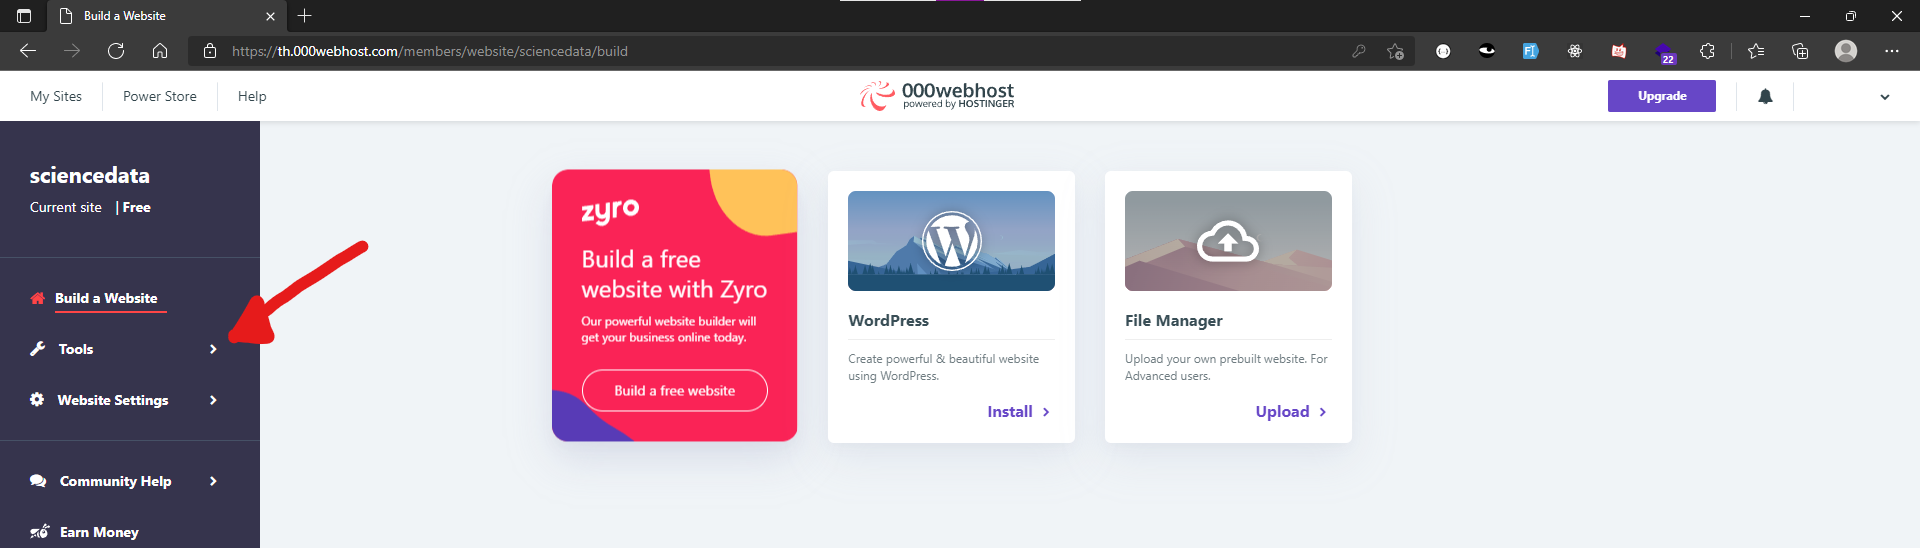 Build a Website
https://th.000webhost.com/members/website/sciencedata/build
22
My Sites
Power Store
Help
000webhost
powered by HOSTINGER
Upgrade
sciencedata
Current site | Free
Build a Website
Tools
Website Settings
Community Help
Earn Money
zyro
Build a free
website with Zyro
Our powerful website builder will
get your business online today.
Build a free website
WordPress
Create powerful & beautiful website
using WordPress.
Install
File Manager
Upload your own prebuilt website. For
Advanced users.
Upload